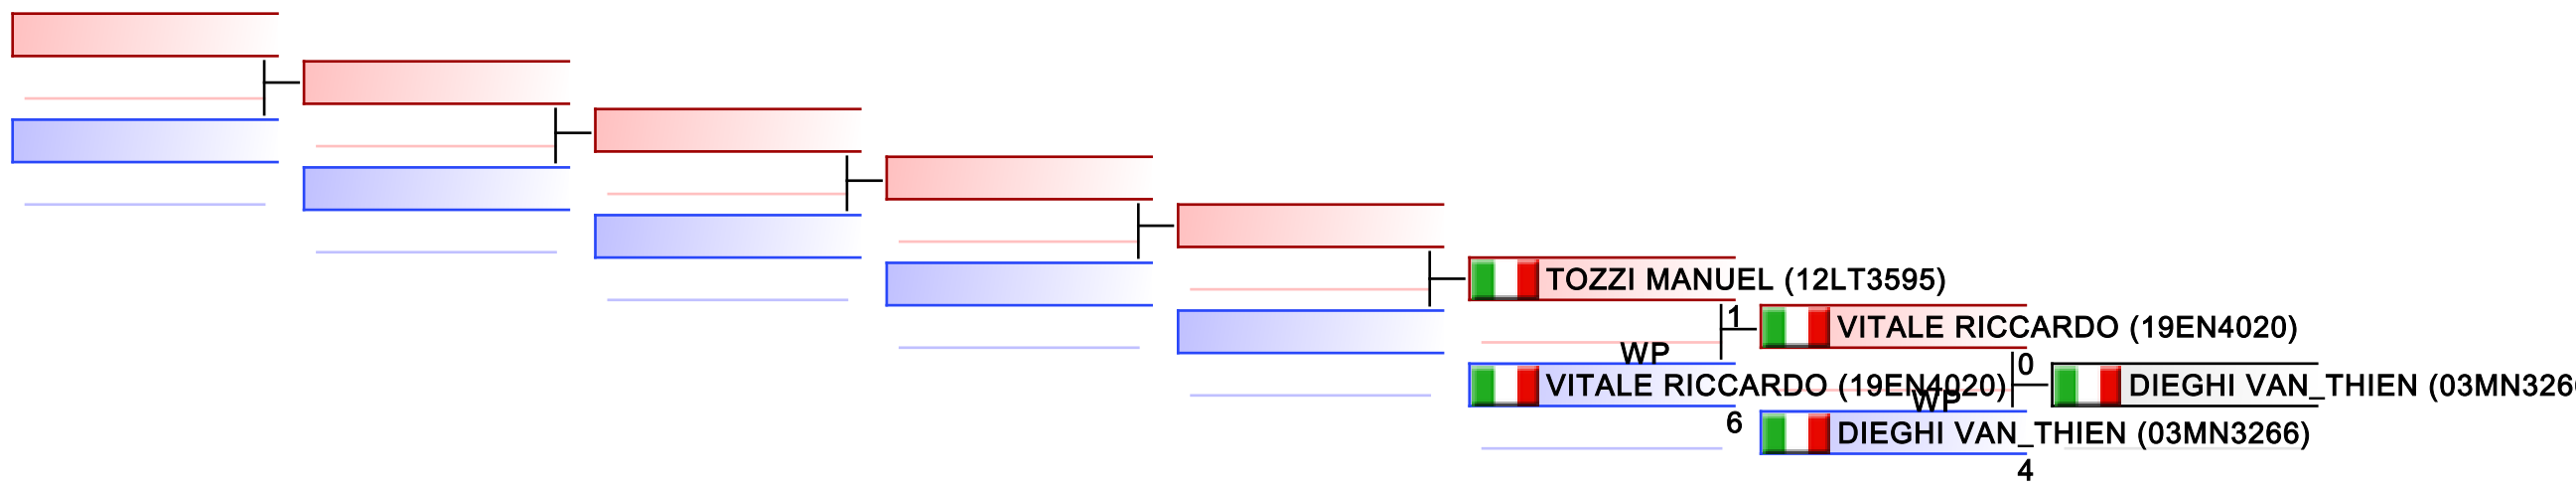 TOZZI MANUEL (12LT3595)
1
VITALE RICCARDO (19EN4020)
WP
0
VITALE RICCARDO (19EN4020)
DIEGHI VAN_THIEN (03MN326
WP
6
DIEGHI VAN_THIEN (03MN3266)
4